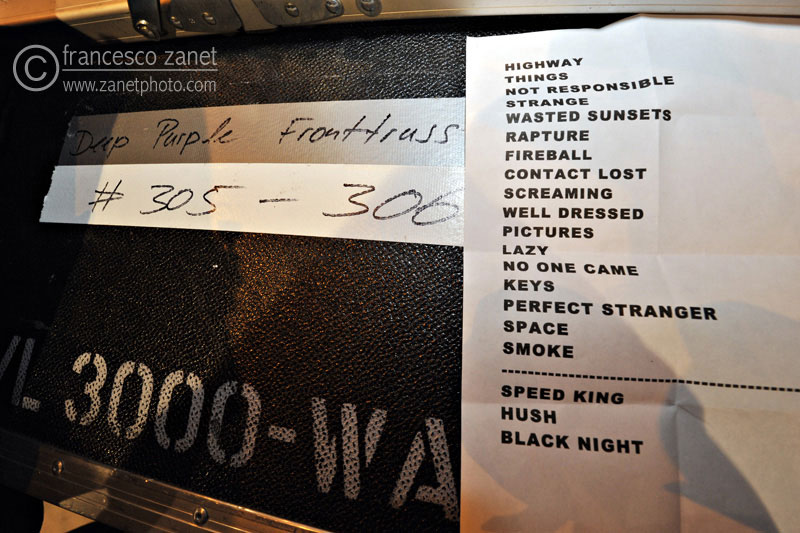 © francesco zanet
www.zanetphoto.com
Deep Purple Fronttruss
# 305 - 306
VL 3000-WA
HIGHWAY
THINGS
NOT RESPONSIBLE
STRANGE
WASTED SUNSETS
RAPTURE
FIREBALL
CONTACT LOST
SCREAMING
WELL DRESSED
PICTURES
LAZY
NO ONE CAME
KEYS
PERFECT STRANGER
SPACE
SMOKE
SPEED KING
HUSH
BLACK NIGHT